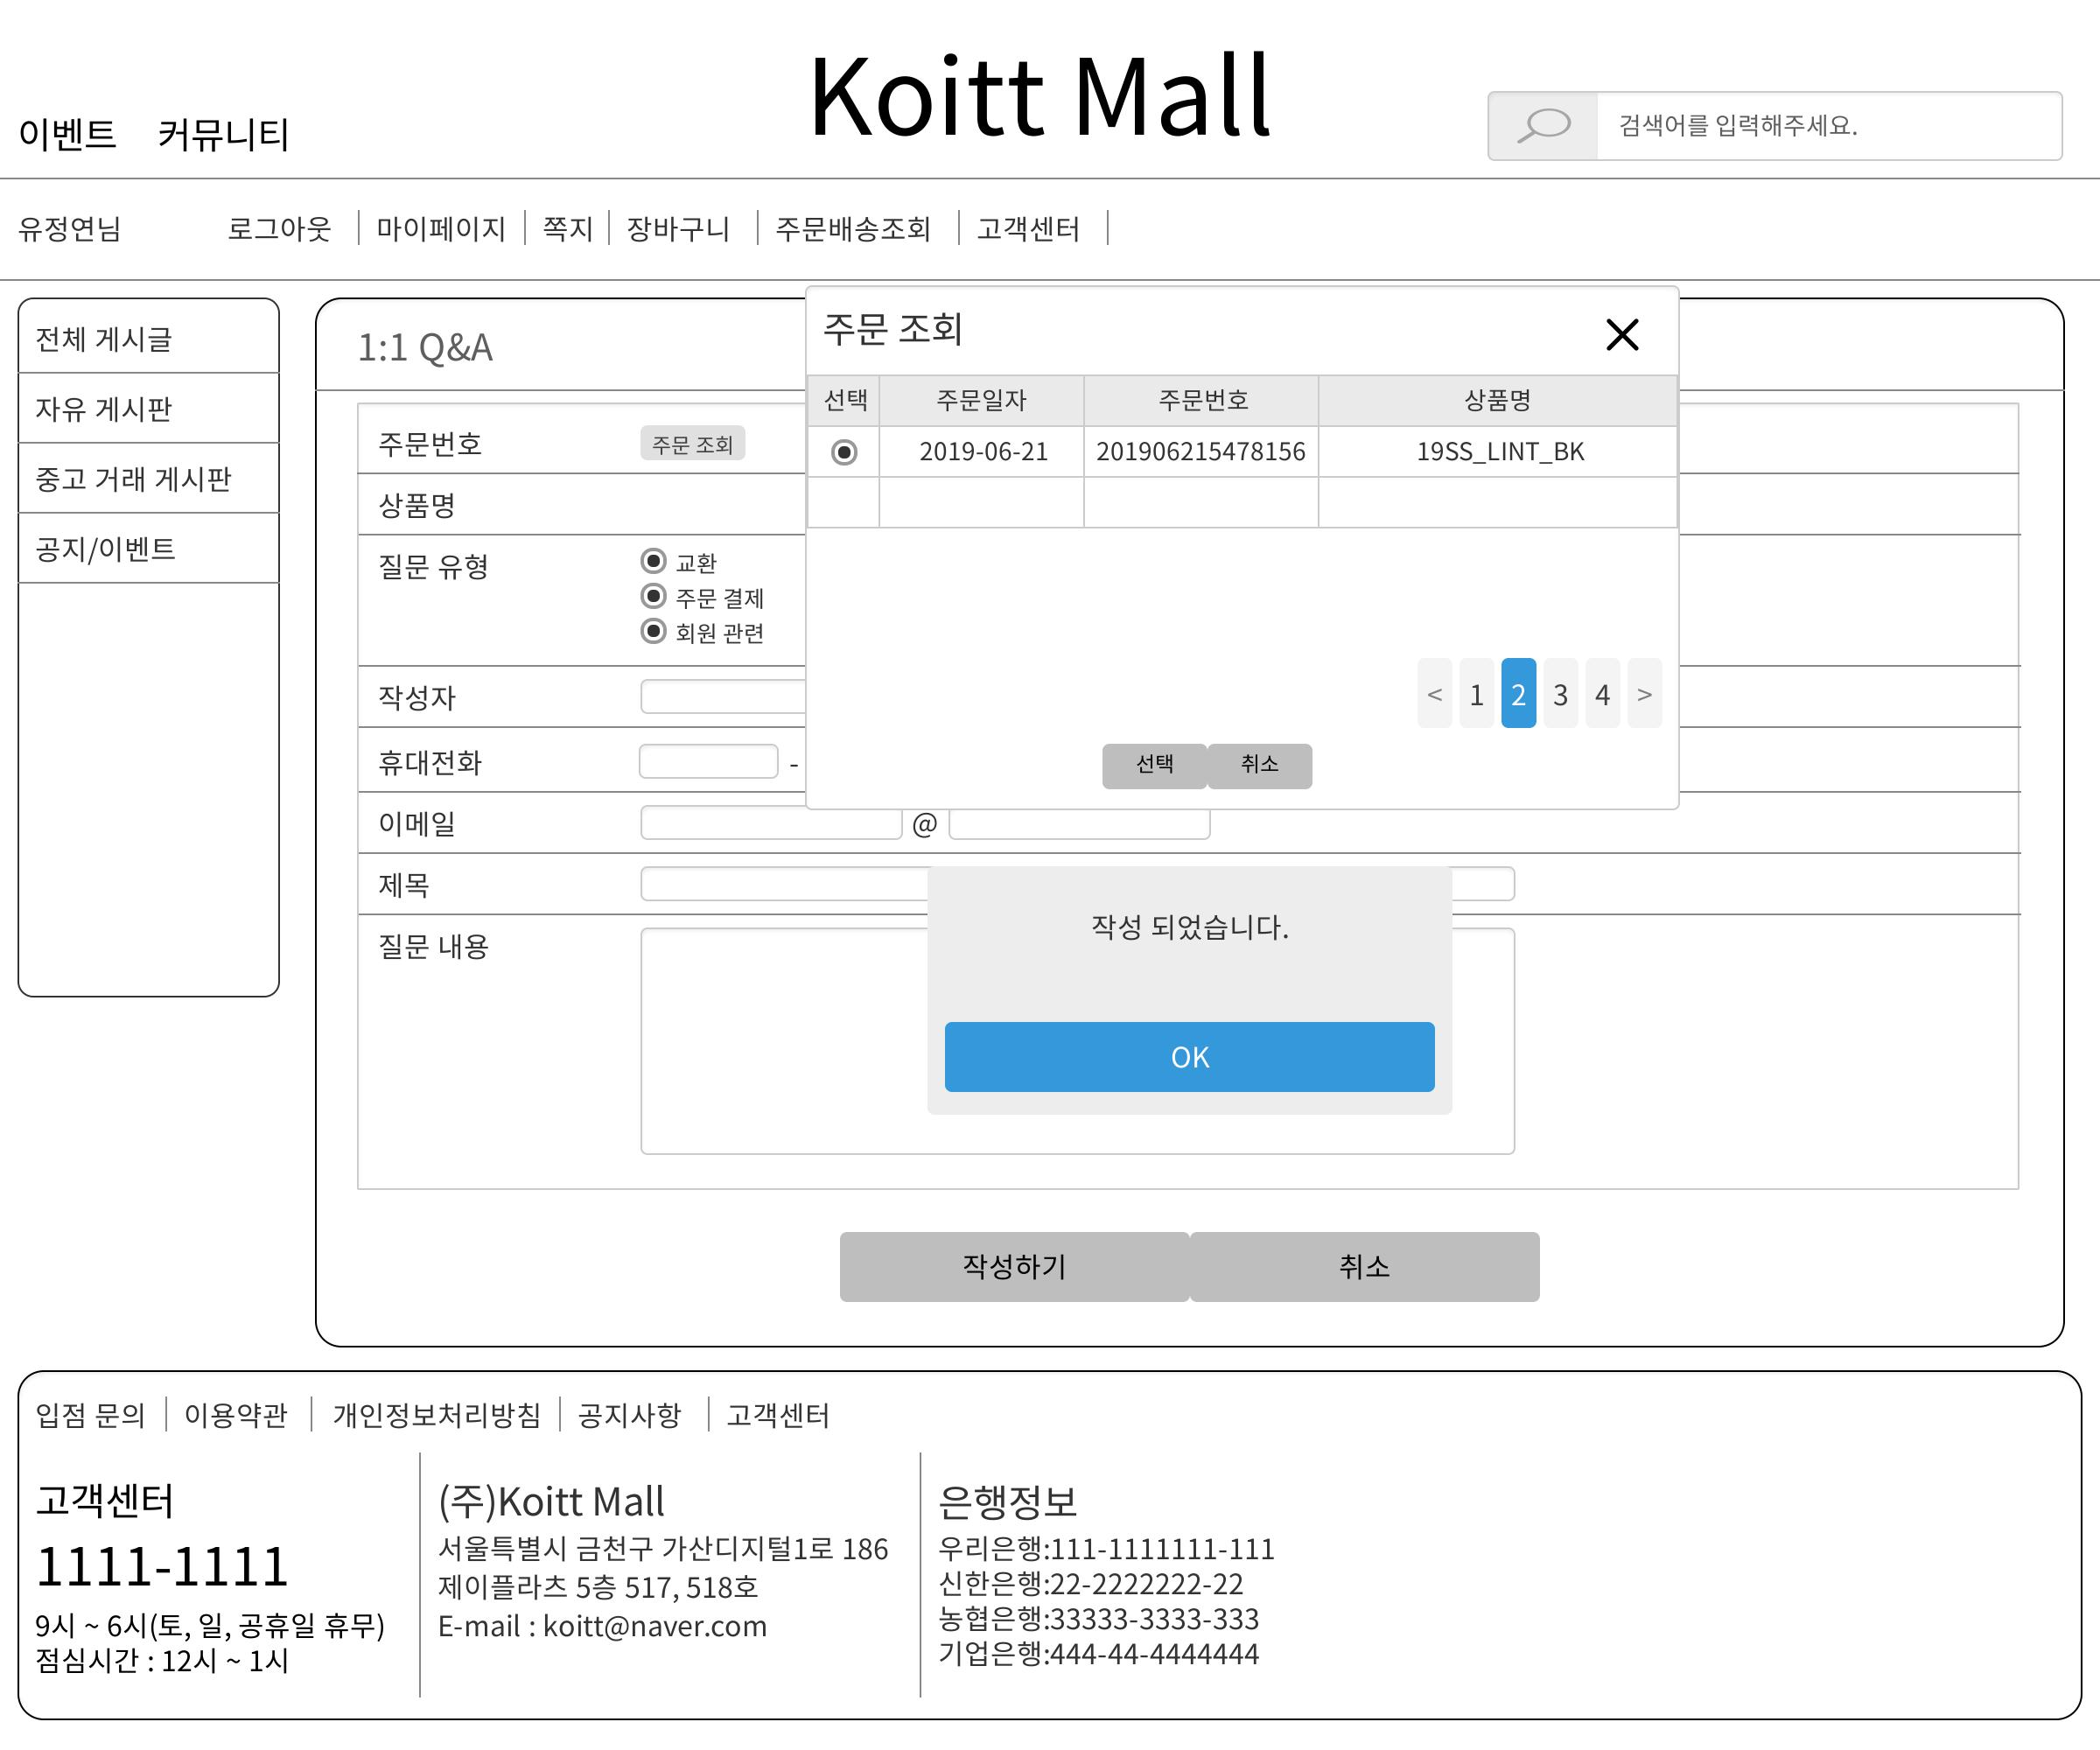 Koitt Mall
이벤트 커뮤니티
검색어를 입력해주세요.
유정연님 로그아웃 마이페이지 쪽지 장바구니 주문배송조회 고객센터
전체 게시글
자유 게시판
중고 거래 게시판
공지/이벤트
1:1 Q&A
주문번호 주문 조회
상품명
질문 유형
교환
주문 결제
회원 관련
작성자
휴대전화 -
이메일 @
제목
질문 내용
주문 조회
선택 주문일자 주문번호 상품명
2019-06-21 201906215478156 19SS_LINT_BK
< 1 2 3 4 >
선택 취소
작성 되었습니다.
OK
작성하기 취소
입점 문의 이용약관 개인정보처리방침 공지사항 고객센터
고객센터
1111-1111
9시 ~ 6시(토, 일, 공휴일 휴무)
점심시간 : 12시 ~ 1시
(주)Koitt Mall
서울특별시 금천구 가산디지털1로 186
제이플라츠 5층 517, 518호
E-mail : koitt@naver.com
은행정보
우리은행:111-1111111-111
신한은행:22-2222222-22
농협은행:33333-3333-333
기업은행:444-44-4444444